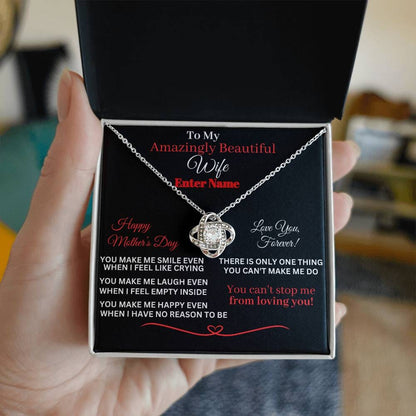 To My
Amazingly Beautiful
Wife
Enter Name
Happy
Mother's Day
YOU MAKE ME SMILE EVEN
WHEN I FEEL LIKE CRYING
YOU MAKE ME LAUGH EVEN
WHEN I FEEL EMPTY INSIDE
YOU MAKE ME HAPPY EVEN
WHEN I HAVE NO REASON TO BE
Love You,
Forever!
THERE IS ONLY ONE THING
YOU CAN'T MAKE ME DO
You can't stop me
from loving you!